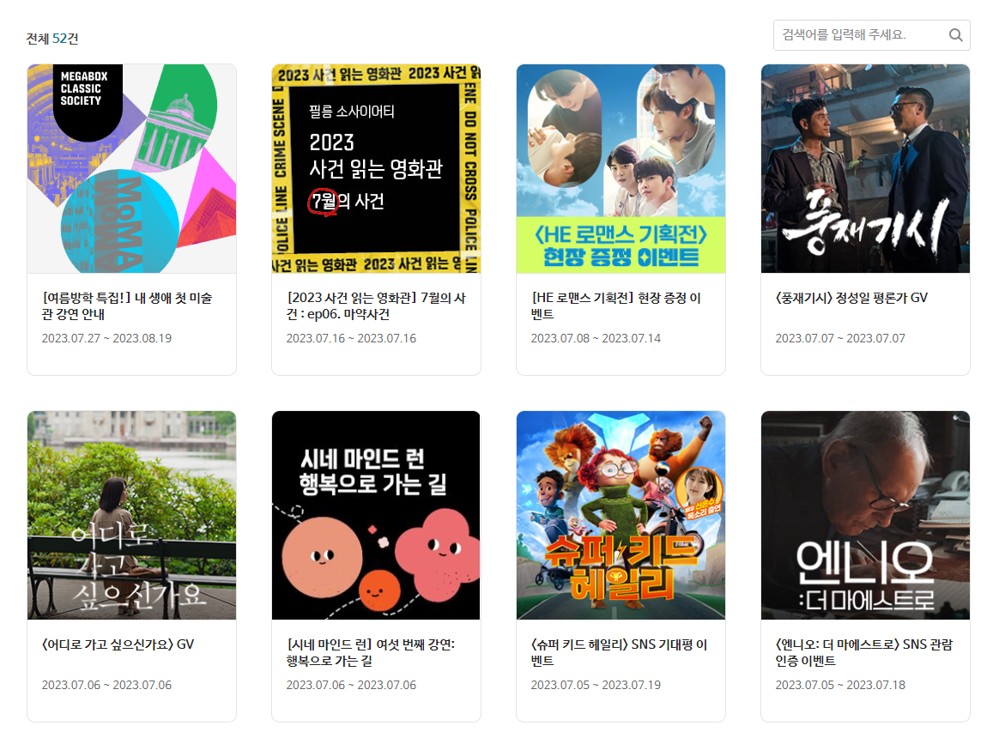 전체 52건
검색어를 입력해 주세요.
MEGABOX
CLASSIC
SOCIETY
MoMA
MoMA
[여름방학 특집!] 내 생애 첫 미술
관 강연 안내
2023.07.27 ~ 2023.08.19
2023 사건 읽는 영화관 2023 사건 읽
CRIME SCENE
POLICE LINE
ENE DO NOT CROSS POLICE LIN
필름 소사이어티
2023
사건 읽는 영화관
7월의 사건
사건 읽는 영화관 2023 사건 읽는
[2023 사건 읽는 영화관] 7월의 사
건 : ep06. 마약사건
2023.07.16 ~ 2023.07.16
<HE 로맨스 기획전>
현장 증정 이벤트
[HE 로맨스 기획전] 현장 증정 이
벤트
2023.07.08 ~ 2023.07.14
풍재기시
<풍재기시> 정성일 평론가 GV
2023.07.07 ~ 2023.07.07
어디로
가고
싶으신가요
<어디로 가고 싶으신가요> GV
2023.07.06 ~ 2023.07.06
시네 마인드 런
행복으로 가는 길
[시네 마인드 런] 여섯 번째 강연:
행복으로 가는 길
2023.07.06 ~ 2023.07.06
배우 신은수
목소리 출연
슈퍼 키드
헤일리
<슈퍼 키드 헤일리> SNS 기대평 이
벤트
2023.07.05 ~ 2023.07.19
엔니오
:더 마에스트로
<엔니오: 더 마에스트로> SNS 관람
인증 이벤트
2023.07.05 ~ 2023.07.18